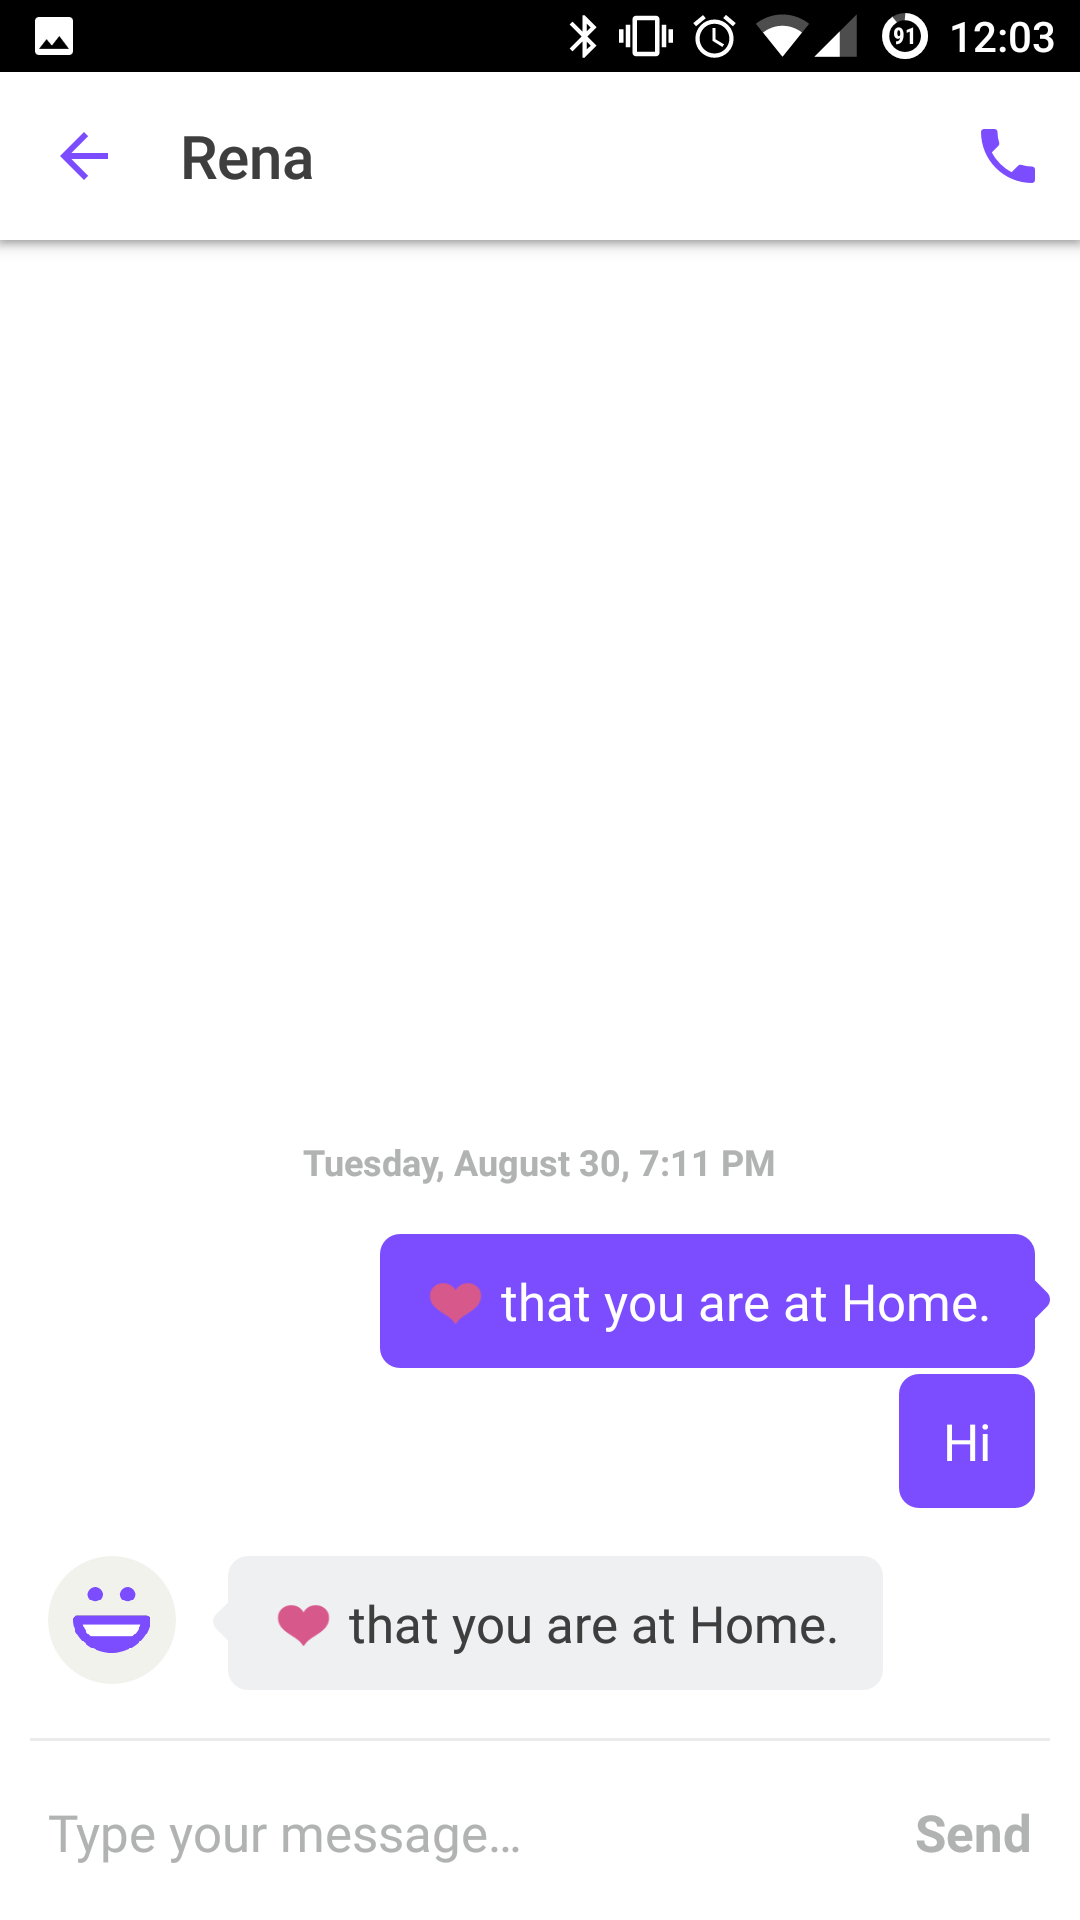 91 12:03
Rena
Tuesday, August 30, 7:11 PM
❤ that you are at Home.
Hi
❤ that you are at Home.
Type your message… Send